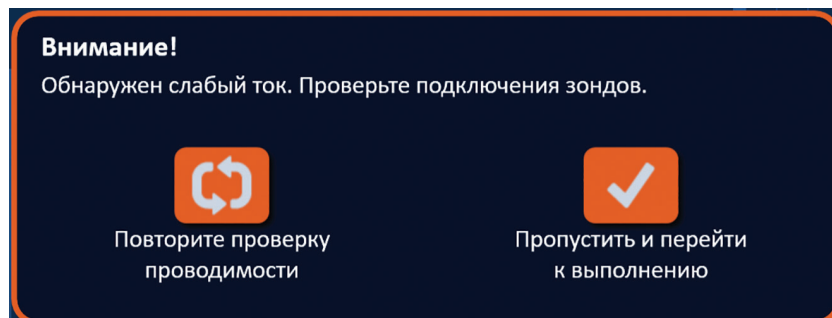 Внимание!
Обнаружен слабый ток. Проверьте подключения зондов.
Повторите проверку
проводимости
Пропустить и перейти
к выполнению